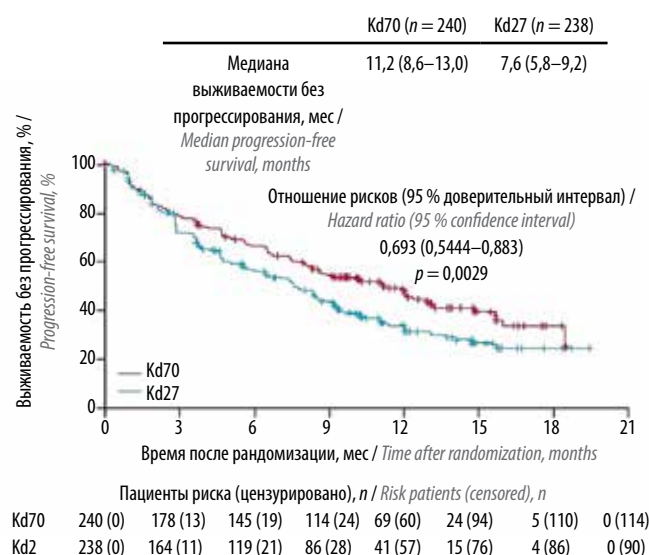 Kd70 (n = 240) Kd27 (n = 238)
Медиана 11,2 (8,6–13,0) 7,6 (5,8–9,2)
выживаемости без
прогрессирования, мес /
Median progression-free
survival, months
Выживаемость без прогрессирования, % /
Progression-free survival, %
100
80
60
40
20
0
Отношение рисков (95 % доверительный интервал) /
Hazard ratio (95 % confidence interval)
0,693 (0,5444–0,883)
p = 0,0029
Kd70
Kd27
0 3 6 9 12 15 18 21
Время после рандомизации, мес / Time after randomization, months
Пациенты риска (цензурировано), n / Risk patients (censored), n
Kd70 240 (0) 178 (13) 145 (19) 114 (24) 69 (60) 24 (94) 5 (110) 0 (114)
Kd2 238 (0) 164 (11) 119 (21) 86 (28) 41 (57) 15 (76) 4 (86) 0 (90)